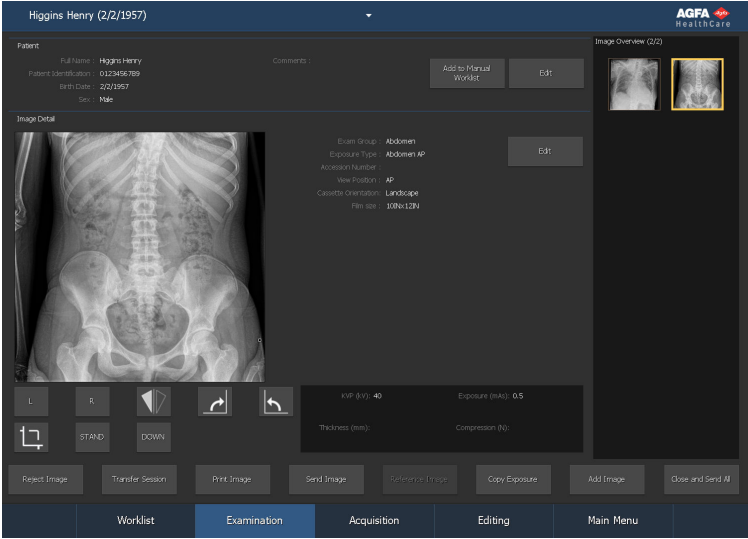 Higgins Henry (2/2/1957)
AGFA Agfa
HealthCare
Patient
Full Name : Higgins Henry
Comments :
Patient Identification : 0123456789
Birth Date : 2/2/1957
Sex : Male
Add to Manual
Worklist
Edit
Image Overview (2/2)
Image Detail
Exam Group : Abdomen
Exposure Type : Abdomen AP
Accession Number :
View Position : AP
Cassette Orientation: Landscape
Film size : 10INx12IN
Edit
L
R
STAND
DOWN
KVP (kV): 40
Exposure (mAs): 0.5
Thickness (mm):
Compression (N):
Reject Image
Transfer Session
Print Image
Send Image
Reference Image
Copy Exposure
Add Image
Close and Send All
Worklist
Examination
Acquisition
Editing
Main Menu